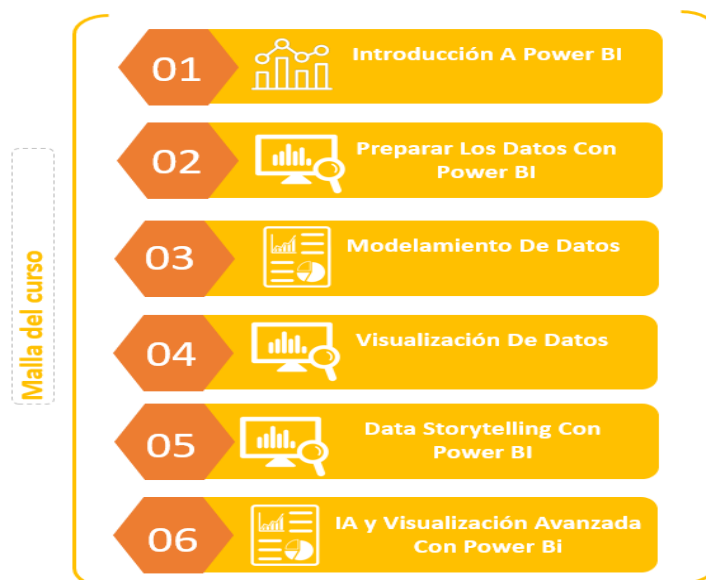 Malla del curso
01
Introducción A Power BI
02
Preparar Los Datos Con
Power BI
03
Modelamiento De Datos
04
Visualización De Datos
05
Data Storytelling Con
Power BI
06
IA y Visualización Avanzada
Con Power Bi